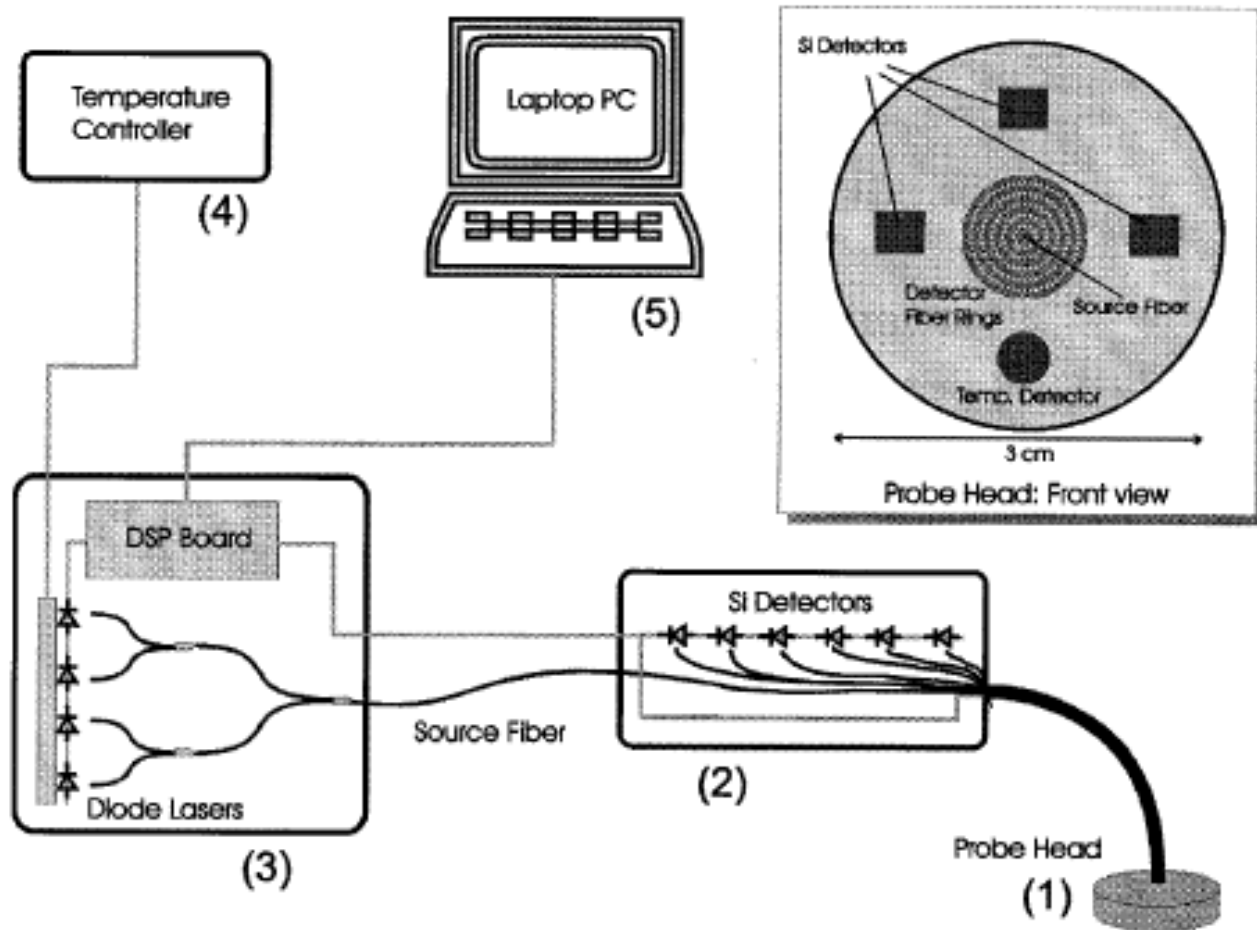 Temperature
Controller
(4)
Laptop PC
(5)
Si Detectors
Detector
Fiber Rings
Source Fiber
Temp. Detector
3 cm
Probe Head: Front view
DSP Board
Diode Lasers
(3)
Source Fiber
Si Detectors
(2)
Probe Head
(1)